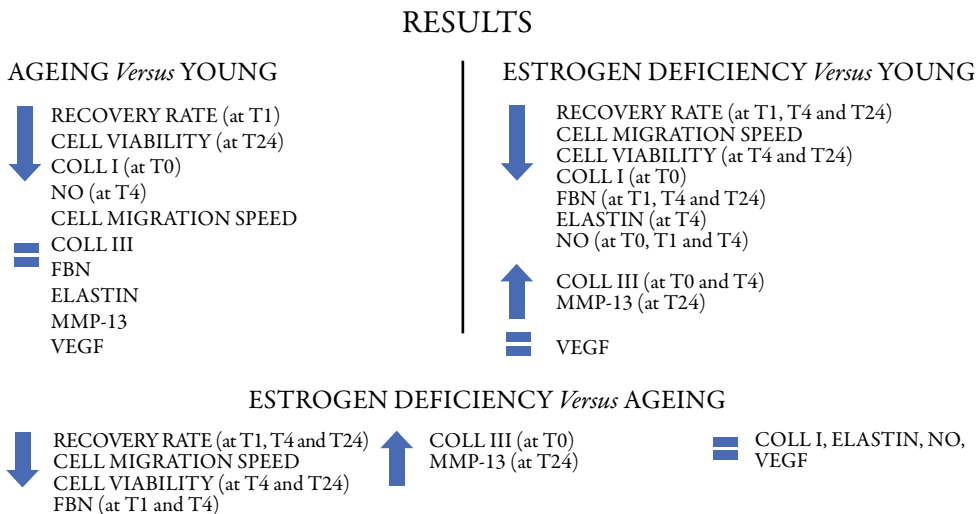 RESULTS
AGEING Versus YOUNG
RECOVERY RATE (at T1)
CELL VIABILITY (at T24)
COLL I (at T0)
NO (at T4)
CELL MIGRATION SPEED
COLL III
FBN
ELASTIN
MMP-13
VEGF
ESTROGEN DEFICIENCY Versus YOUNG
RECOVERY RATE (at T1, T4 and T24)
CELL MIGRATION SPEED
CELL VIABILITY (at T4 and T24)
COLL I (at T0)
FBN (at T1, T4 and T24)
ELASTIN (at T4)
NO (at T0, T1 and T4)
COLL III (at T0 and T4)
MMP-13 (at T24)
VEGF
ESTROGEN DEFICIENCY Versus AGEING
RECOVERY RATE (at T1, T4 and T24)
CELL MIGRATION SPEED
CELL VIABILITY (at T4 and T24)
FBN (at T1 and T4)
COLL III (at T0)
MMP-13 (at T24)
COLL I, ELASTIN, NO,
VEGF